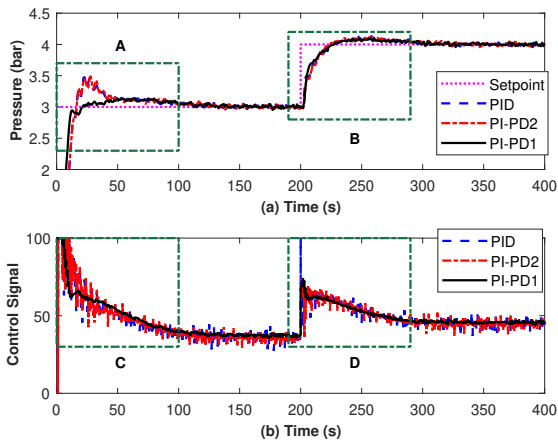 4.5
4
3.5
3
2.5
2
Pressure (bar)
A
B
Setpoint
PID
PI-PD2
PI-PD1
0 50 100 150 200 250 300 350 400
(a) Time (s)
100
50
0
Control Signal
C
D
PID
PI-PD2
PI-PD1
0 50 100 150 200 250 300 350 400
(b) Time (s)